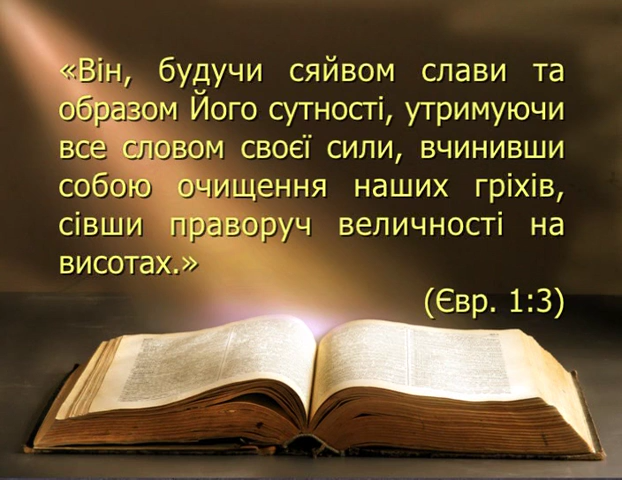 «Він, будучи сяйвом слави та
образом Його сутності, утримуючи
все словом своєї сили, вчинивши
собою очищення наших гріхів,
сівши праворуч величності на
висотах.»
(Євр. 1:3)